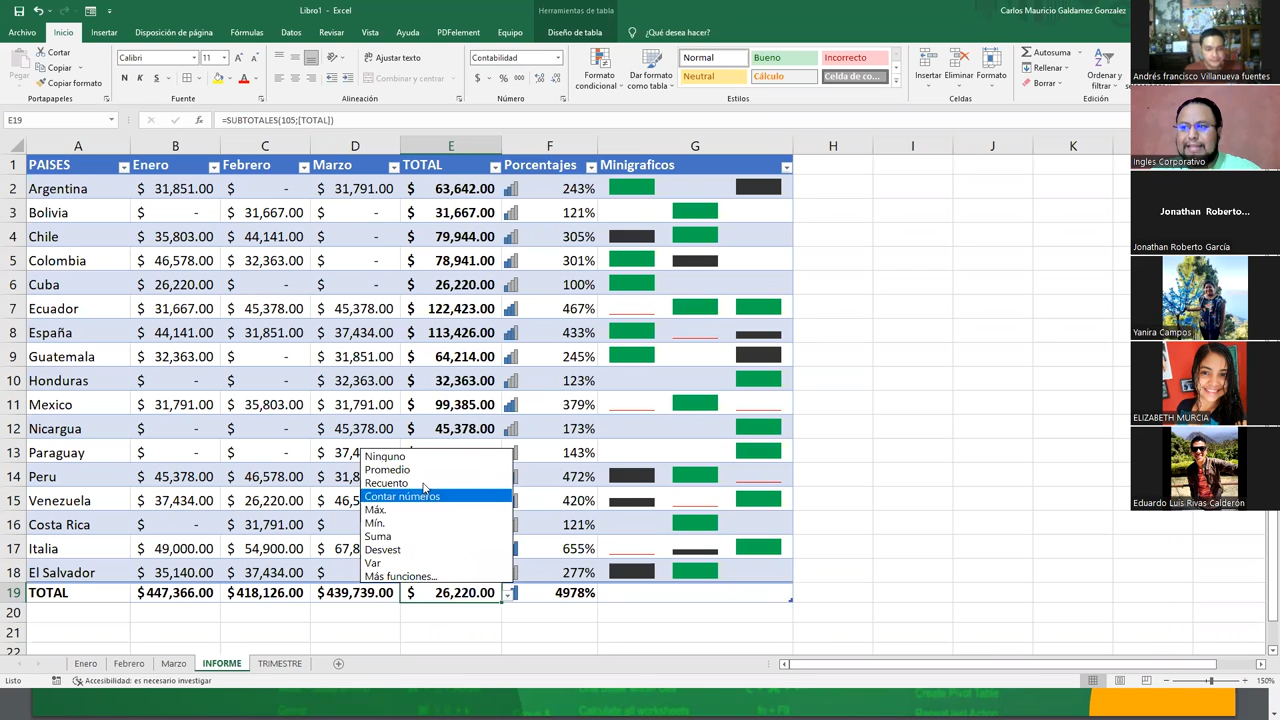 Libro1 - Excel
Herramientas de tabla
Carlos Mauricio Galdamez Gonzalez
Archivo Inicio Insertar Disposición de página Fórmulas Datos Revisar Vista Ayuda PDFelement Equipo Diseño de tabla ¿Qué desea hacer?
Pegar
Cortar
Copiar
Copiar formato
Portapapeles
Calibri 11
N K S
Fuente
Ajustar texto
Combinar y centrar
Alineación
Contabilidad
Número
Formato condicional
Dar formato como tabla
Normal Bueno Incorrecto
Neutral Cálculo Celda de co...
Estilos
Insertar Eliminar Formato
Celdas
Autosuma
Rellenar
Borrar
Ordenar y filtrar
Edición
E19 =SUBTOTALES(105;[TOTAL])
A B C D E F G H I J K
1 PAISES Enero Febrero Marzo TOTAL Porcentajes Minigraficos
2 Argentina $ 31,851.00 $ - $ 31,791.00 $ 63,642.00 243%
3 Bolivia $ - $ 31,667.00 $ - $ 31,667.00 121%
4 Chile $ 35,803.00 $ 44,141.00 $ - $ 79,944.00 305%
5 Colombia $ 46,578.00 $ 32,363.00 $ - $ 78,941.00 301%
6 Cuba $ 26,220.00 $ - $ - $ 26,220.00 100%
7 Ecuador $ 31,667.00 $ 45,378.00 $ 45,378.00 $ 122,423.00 467%
8 España $ 44,141.00 $ 31,851.00 $ 37,434.00 $ 113,426.00 433%
9 Guatemala $ 32,363.00 $ - $ 31,851.00 $ 64,214.00 245%
10 Honduras $ - $ - $ 32,363.00 $ 32,363.00 123%
11 Mexico $ 31,791.00 $ 35,803.00 $ 31,791.00 $ 99,385.00 379%
12 Nicargua $ - $ - $ 45,378.00 $ 45,378.00 173%
13 Paraguay $ - $ - $ 37,4 143%
14 Peru $ 45,378.00 $ 46,578.00 $ 31,8 472%
15 Venezuela $ 37,434.00 $ 26,220.00 $ 46,5 420%
16 Costa Rica $ - $ 31,791.00 $ 121%
17 Italia $ 49,000.00 $ 54,900.00 $ 67,8 655%
18 El Salvador $ 35,140.00 $ 37,434.00 $ 277%
19 TOTAL $ 447,366.00 $ 418,126.00 $ 439,739.00 $ 26,220.00 4978%
20
21
22
Ninguno
Promedio
Recuento
Contar números
Máx.
Mín.
Suma
Desvest
Var
Más funciones...
Enero Febrero Marzo INFORME TRIMESTRE
Listo Accesibilidad: es necesario investigar 150%
Calculate all worksheets
Create Pivot Table
Andrés francisco Villanueva fuentes
Ingles Corporativo
Jonathan Roberto...
Jonathan Roberto García
Yanira Campos
ELIZABETH MURCIA
Eduardo Luis Rivas Calderón